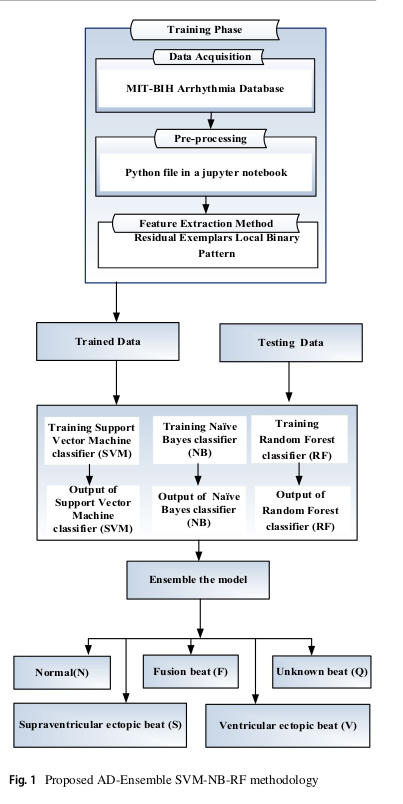 Training Phase
Data Acquisition
MIT-BIH Arrhythmia Database
Pre-processing
Python file in a jupyter notebook
Feature Extraction Method
Residual Exemplars Local Binary
Pattern
Trained Data
Testing Data
Training Support
Vector Machine
classifier (SVM)
Training Naïve
Bayes classifier
(NB)
Training
Random Forest
classifier (RF)
Output of
Support Vector
Machine
classifier (SVM)
Output of Naïve
Bayes classifier
(NB)
Output of
Random Forest
classifier (RF)
Ensemble the model
Normal(N)
Fusion beat (F)
Unknown beat (Q)
Supraventricular ectopic beat (S)
Ventricular ectopic beat (V)
Fig. 1 Proposed AD-Ensemble SVM-NB-RF methodology